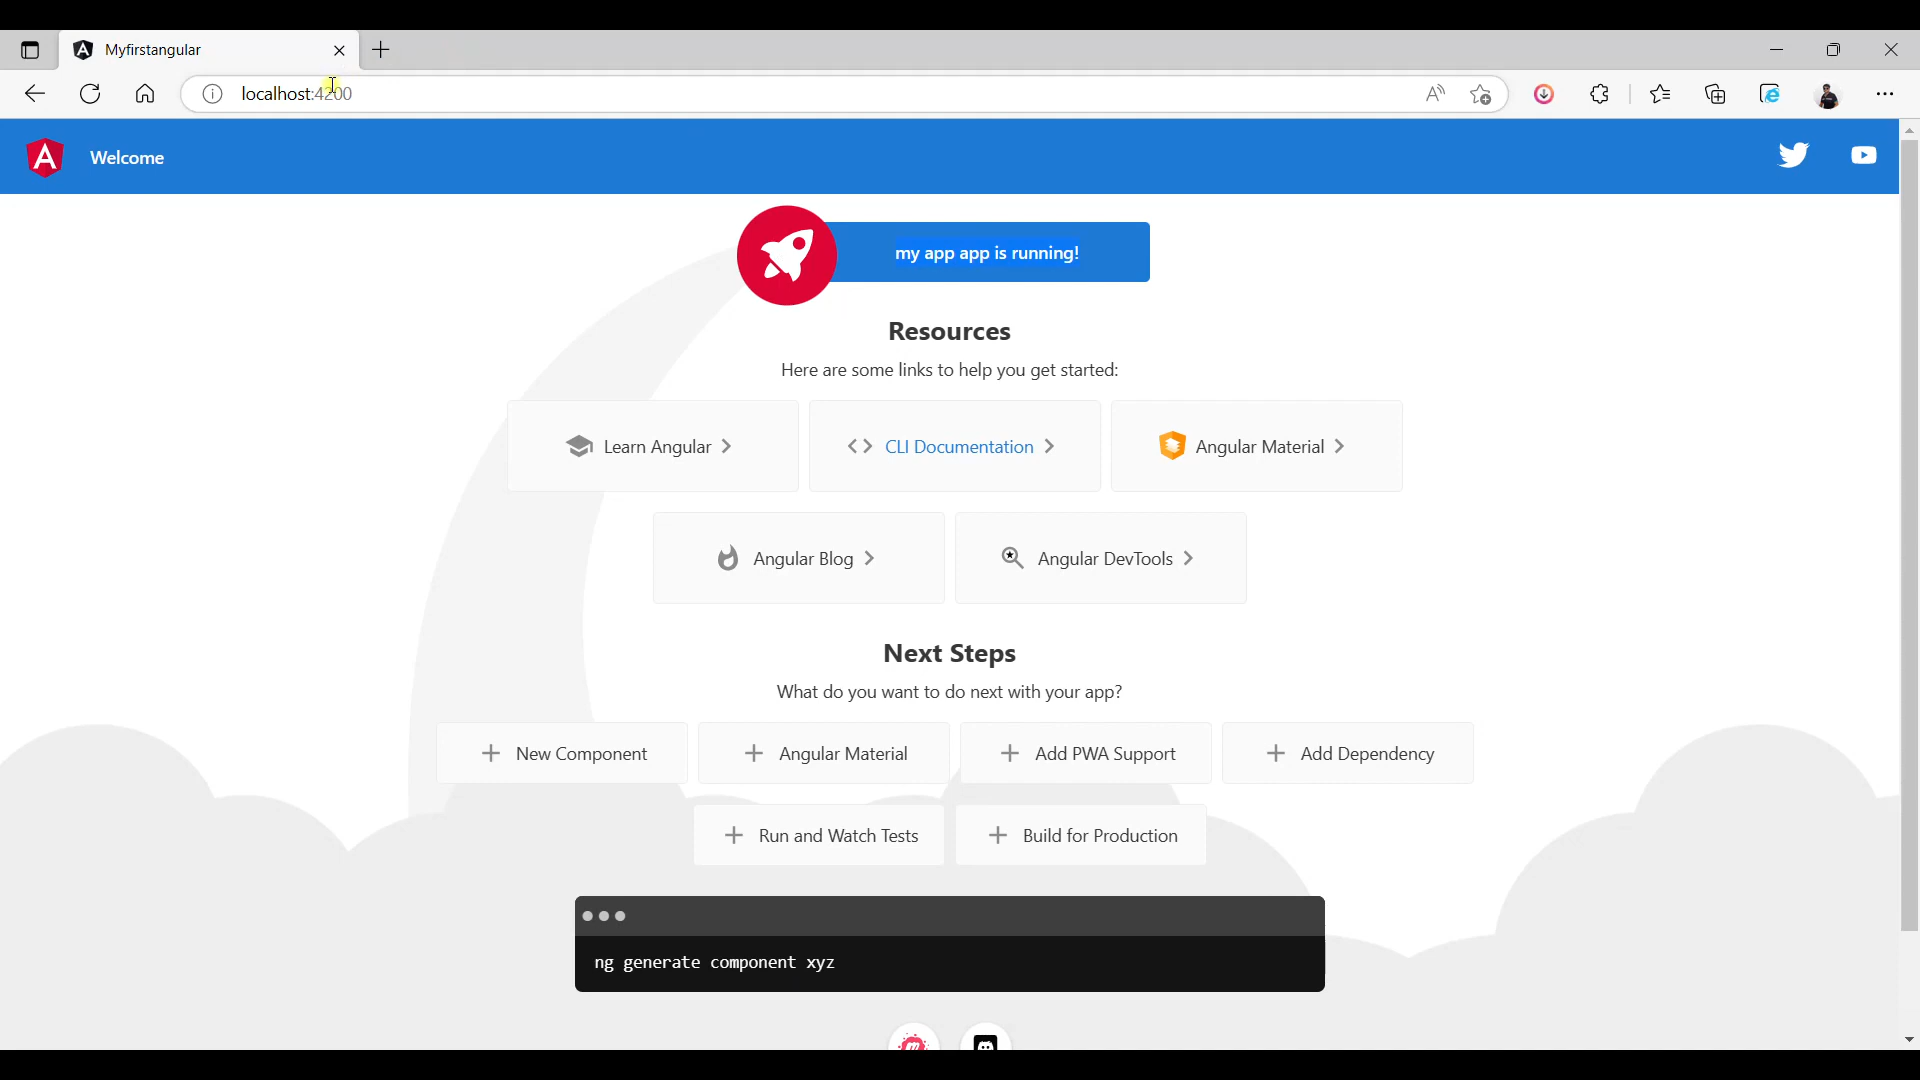 Myfirstangular
localhost:4200
Welcome
my app app is running!
Resources
Here are some links to help you get started:
Learn Angular
CLI Documentation
Angular Material
Angular Blog
Angular DevTools
Next Steps
What do you want to do next with your app?
New Component
Angular Material
Add PWA Support
Add Dependency
Run and Watch Tests
Build for Production
ng generate component xyz